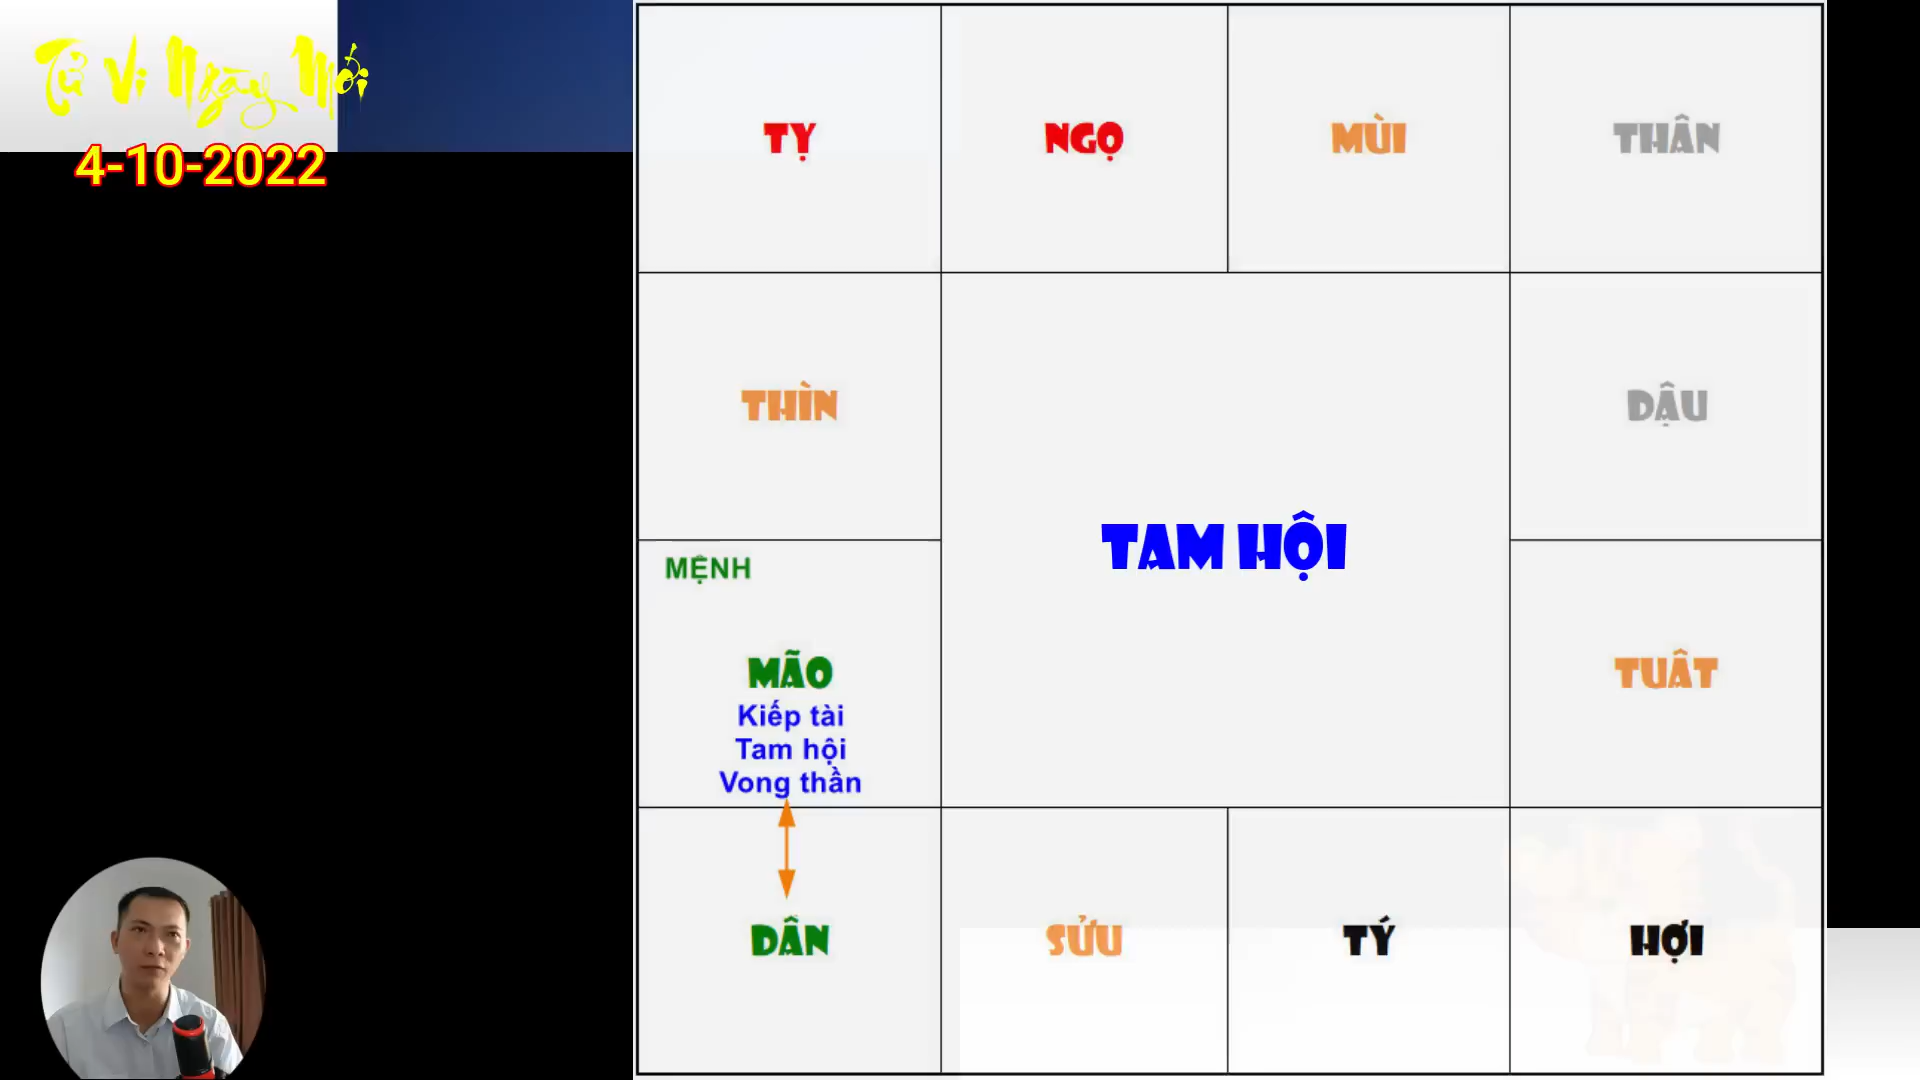 Tử Vi Ngày Mới
4-10-2022
TỴ
NGỌ
MÙI
THÂN
THÌN
DẬU
TAM HỘI
MỆNH
MÃO
Kiếp tài
Tam hội
Vong thần
TUẤT
DẦN
SỬU
TÝ
HỢI